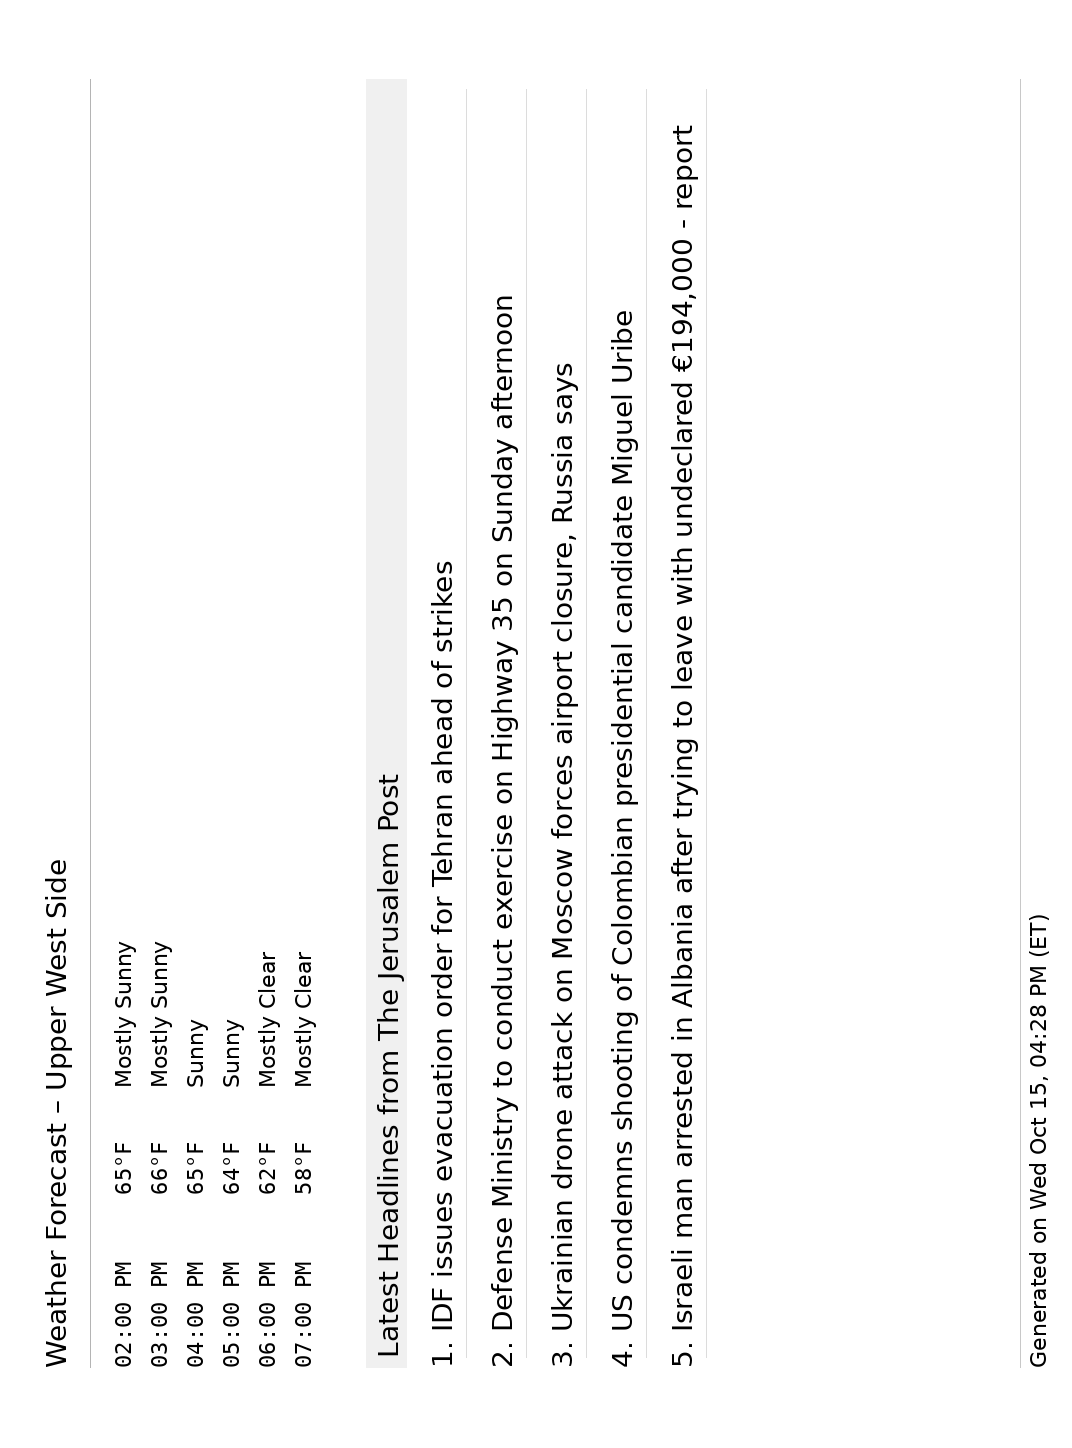 Weather Forecast – Upper West Side
02:00 PM 65°F Mostly Sunny
03:00 PM 66°F Mostly Sunny
04:00 PM 65°F Sunny
05:00 PM 64°F Sunny
06:00 PM 62°F Mostly Clear
07:00 PM 58°F Mostly Clear
Latest Headlines from The Jerusalem Post
1. IDF issues evacuation order for Tehran ahead of strikes
2. Defense Ministry to conduct exercise on Highway 35 on Sunday afternoon
3. Ukrainian drone attack on Moscow forces airport closure, Russia says
4. US condemns shooting of Colombian presidential candidate Miguel Uribe
5. Israeli man arrested in Albania after trying to leave with undeclared €194,000 - report
Generated on Wed Oct 15, 04:28 PM (ET)